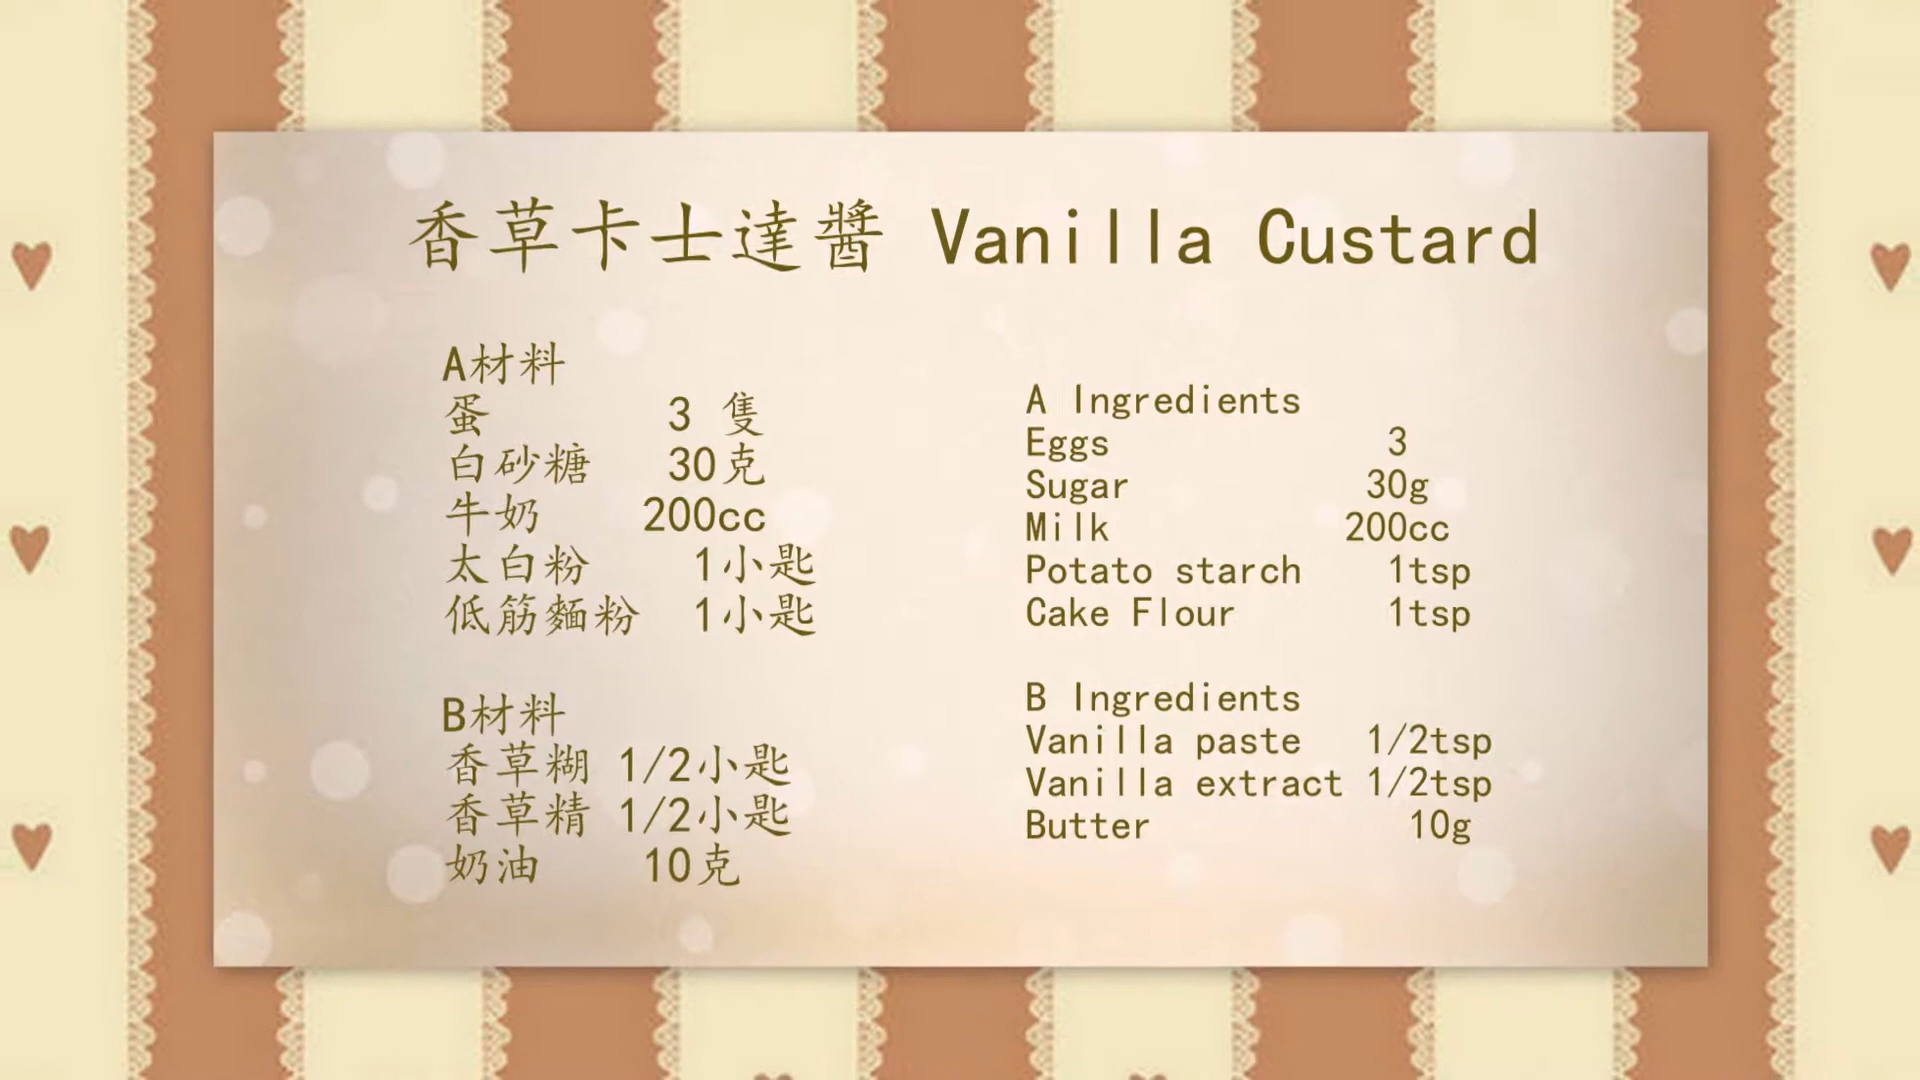 香草卡士達醬 Vanilla Custard
A材料
蛋 3 隻
白砂糖 30克
牛奶 200cc
太白粉 1小匙
低筋麵粉 1小匙
B材料
香草糊 1/2小匙
香草精 1/2小匙
奶油 10克
A Ingredients
Eggs 3
Sugar 30g
Milk 200cc
Potato starch 1tsp
Cake Flour 1tsp
B Ingredients
Vanilla paste 1/2tsp
Vanilla extract 1/2tsp
Butter 10g